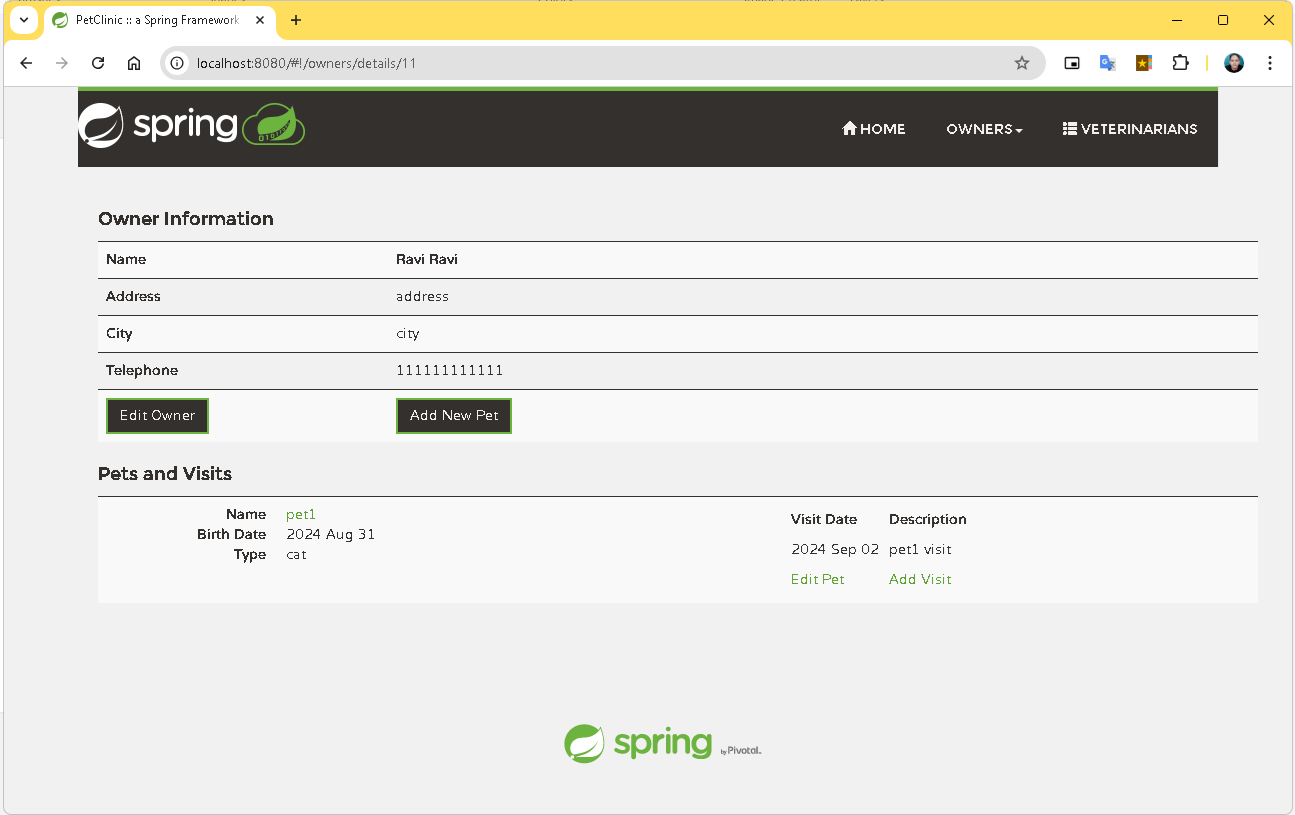 PetClinic :: a Spring Framework
localhost:8080/#!/owners/details/11
spring
HOME
OWNERS
VETERINARIANS
Owner Information
Name Ravi Ravi
Address address
City city
Telephone 111111111111
Edit Owner Add New Pet
Pets and Visits
Name pet1
Birth Date 2024 Aug 31
Type cat
Visit Date Description
2024 Sep 02 pet1 visit
Edit Pet Add Visit
spring by Pivotal.